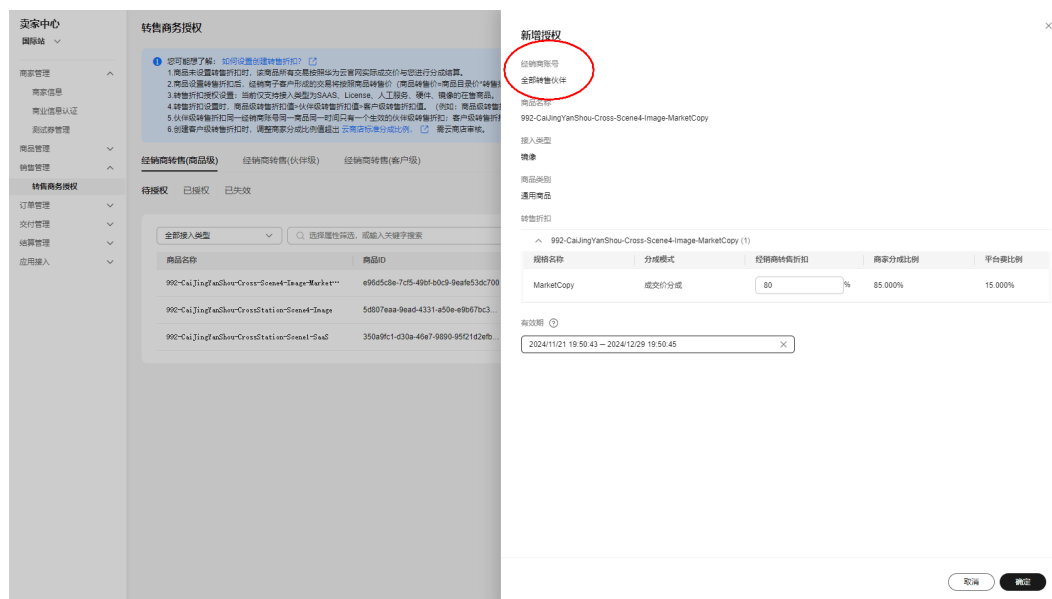 卖家中心
国际站
商家管理
商家信息
商业信息认证
测试券管理
商品管理
销售管理
转售商务授权
订单管理
交付管理
结算管理
应用接入
转售商务授权
您可能想了解： 如何设置创建转售折扣？
1.商品未设置转售折扣时，该商品所有交易按照华为云官网实际成交价与您进行分成结算。
2.商品设置转售折扣后，经销商子客户形成的交易将按照商品转售价（商品转售价=商品目录价*转售
3.转售折扣授权设置：当前仅支持接入类型为SAAS、License、人工服务、硬件、镜像的在售商品。
4.转售折扣设置时，商品级转售折扣值>伙伴级转售折扣值>客户级转售折扣值。（例如：商品级转售
5.伙伴级转售折扣同一经销商账号同一商品同一时间只有一个生效的伙伴级转售折扣；客户级转售折
6.创建客户级转售折扣时，调整商家分成比例值超出 云商店标准分成比例， 需云商店审核。
经销商转售(商品级) 经销商转售(伙伴级) 经销商转售(客户级)
待授权 已授权 已失效
全部接入类型 选择属性筛选，或输入关键字搜索
商品名称 商品ID
992-CaiJingYanShou-Cross-Scene4-Image-Market··· e96d5c8e-7cf5-49bf-b0c9-9eafe53dc700
992-CaiJingYanShou-CrossStation-Scene4-Image 5d807eaa-9ead-4331-a50e-e9b67bc3...
992-CaiJingYanShou-CrossStation-Scene1-SaaS 350a9fc1-d30a-46e7-9890-95f21d2efb...
新增授权
经销商账号
全部转售伙伴
商品名称
992-CaiJingYanShou-Cross-Scene4-Image-MarketCopy
接入类型
镜像
商品类别
通用商品
转售折扣
992-CaiJingYanShou-Cross-Scene4-Image-MarketCopy (1)
规格名称 分成模式 经销商转售折扣 商家分成比例 平台费比例
MarketCopy 成交价分成 80 % 85.000% 15.000%
有效期
2024/11/21 19:50:43 — 2024/12/29 19:50:45
取消 确定